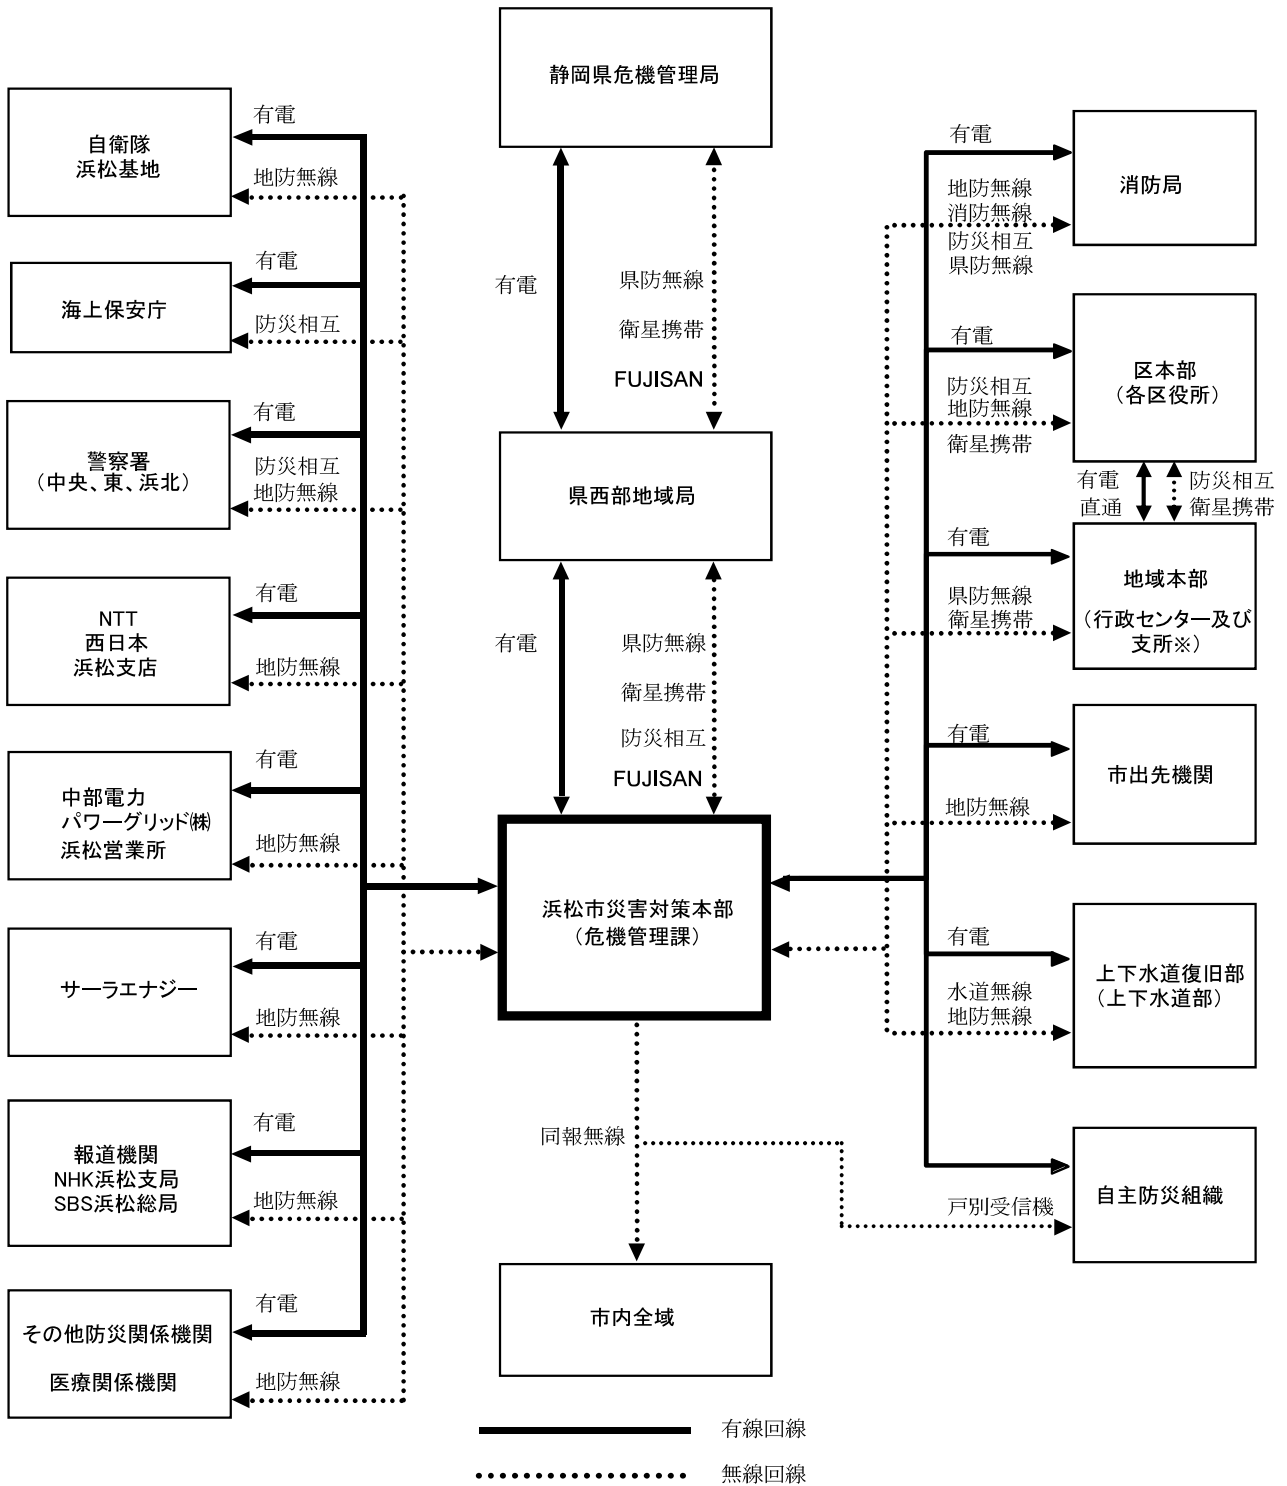 静岡県危機管理局
有電
県防無線
衛星携帯
FUJISAN
県西部地域局
有電
県防無線
衛星携帯
防災相互
FUJISAN
浜松市災害対策本部
（危機管理課）
同報無線
市内全域
有電
地防無線
自衛隊
浜松基地
有電
防災相互
海上保安庁
有電
防災相互
地防無線
警察署
（中央、東、浜北）
有電
地防無線
NTT
西日本
浜松支店
有電
地防無線
中部電力
パワーグリッド㈱
浜松営業所
有電
地防無線
サーラエナジー
有電
地防無線
報道機関
NHK浜松支局
SBS浜松総局
有電
地防無線
その他防災関係機関
医療関係機関
有電
地防無線
消防無線
防災相互
県防無線
消防局
有電
防災相互
地防無線
衛星携帯
区本部
（各区役所）
有電
直通
防災相互
衛星携帯
有電
県防無線
衛星携帯
地域本部
（行政センター及び
支所※）
有電
地防無線
市出先機関
有電
水道無線
地防無線
上下水道復旧部
（上下水道部）
戸別受信機
自主防災組織
有線回線
無線回線